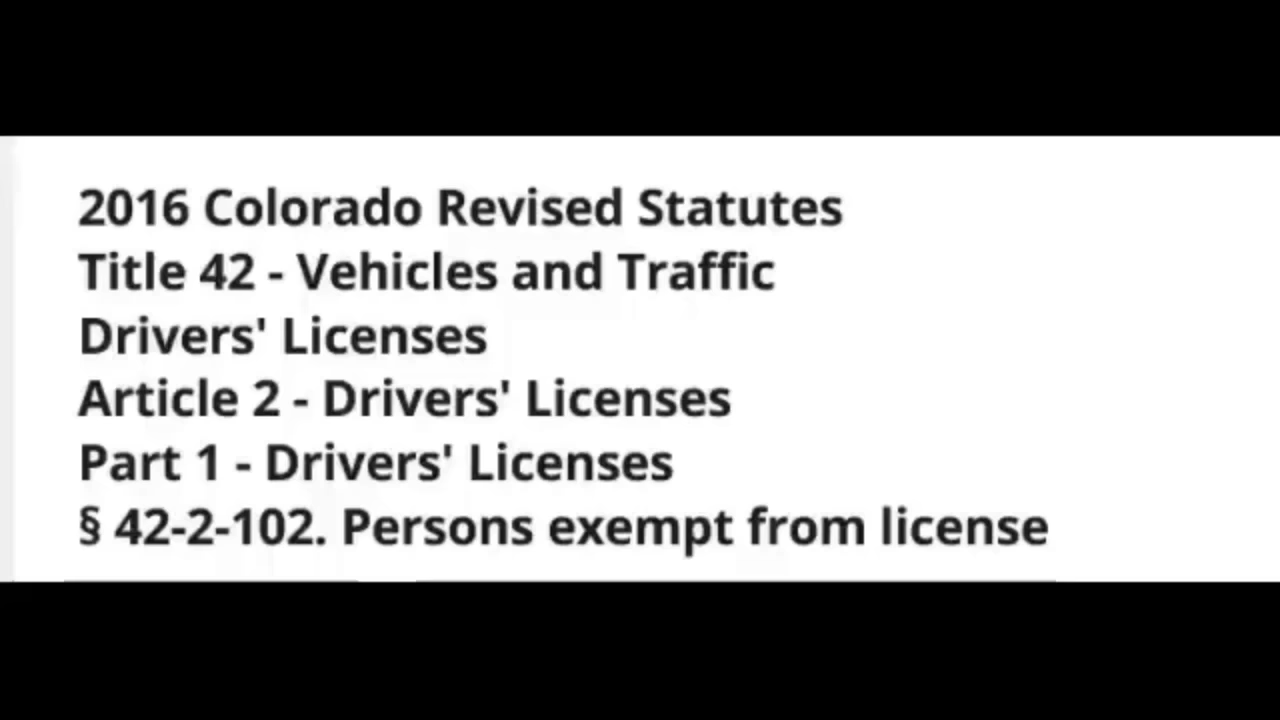 2016 Colorado Revised Statutes
Title 42 - Vehicles and Traffic
Drivers' Licenses
Article 2 - Drivers' Licenses
Part 1 - Drivers' Licenses
§ 42-2-102. Persons exempt from license